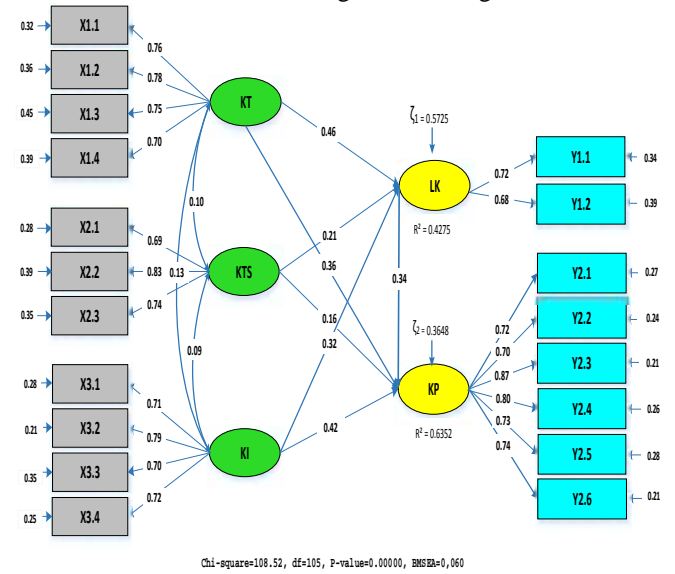 0.32
X1.1
0.76
0.36
X1.2
0.78
0.45
X1.3
0.75
0.39
X1.4
0.70
KT
0.46
ζ1 = 0.5725
LK
R² = 0.4275
0.72
Y1.1
0.34
0.68
Y1.2
0.39
0.10
0.28
X2.1
0.69
0.39
X2.2
0.83
0.35
X2.3
0.74
0.13
KTS
0.21
0.36
0.16
0.32
0.34
0.09
0.28
X3.1
0.71
0.21
X3.2
0.79
0.35
X3.3
0.70
0.25
X3.4
0.72
KI
0.42
ζ2 = 0.3648
KP
R² = 0.6352
0.72
Y2.1
0.27
0.70
Y2.2
0.24
0.87
Y2.3
0.21
0.80
Y2.4
0.26
0.73
Y2.5
0.28
0.74
Y2.6
0.21
Chi-square=108.52, df=105, P-value=0.00000, RMSEA=0,060